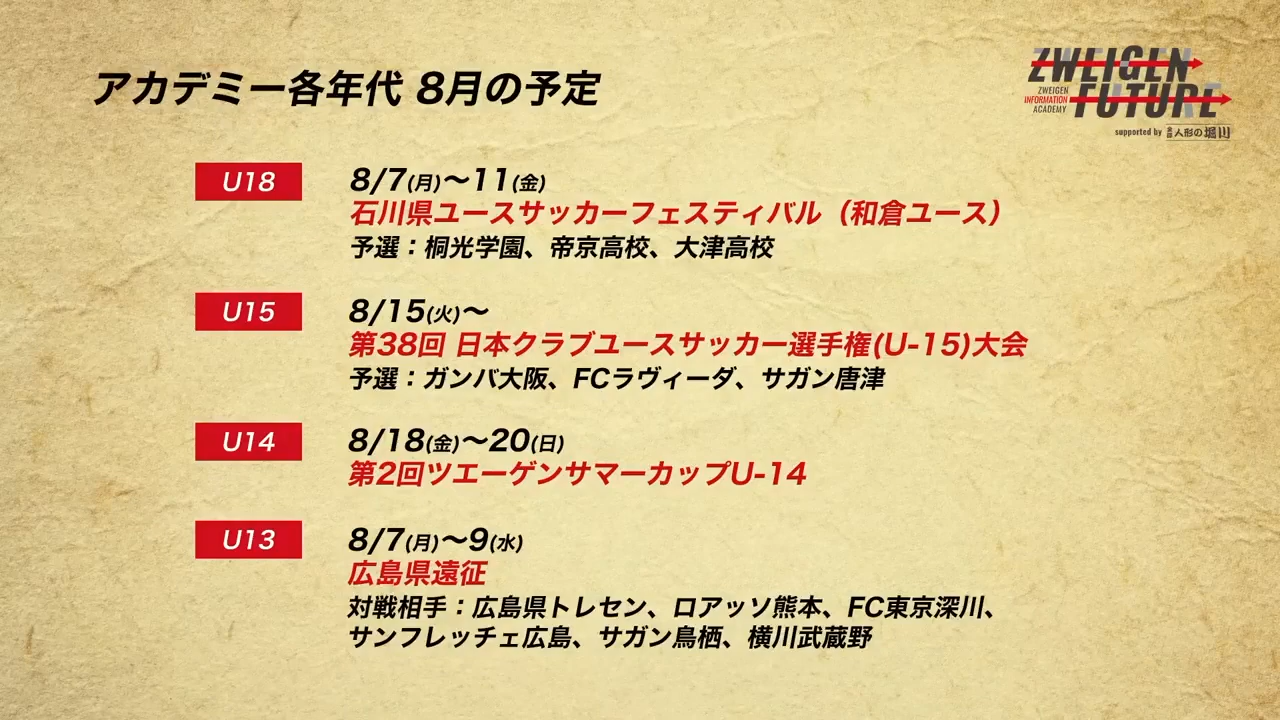 アカデミー各年代 8月の予定
ZWEIGEN
FUTURE
ZWEIGEN
INFORMATION
ACADEMY
supported by 金沢 人形の堀川
U18
8/7(月)〜11(金)
石川県ユースサッカーフェスティバル（和倉ユース）
予選：桐光学園、帝京高校、大津高校
U15
8/15(火)〜
第38回 日本クラブユースサッカー選手権(U-15)大会
予選：ガンバ大阪、FCラヴィーダ、サガン唐津
U14
8/18(金)〜20(日)
第2回ツエーゲンサマーカップU-14
U13
8/7(月)〜9(水)
広島県遠征
対戦相手：広島県トレセン、ロアッソ熊本、FC東京深川、
サンフレッチェ広島、サガン鳥栖、横川武蔵野